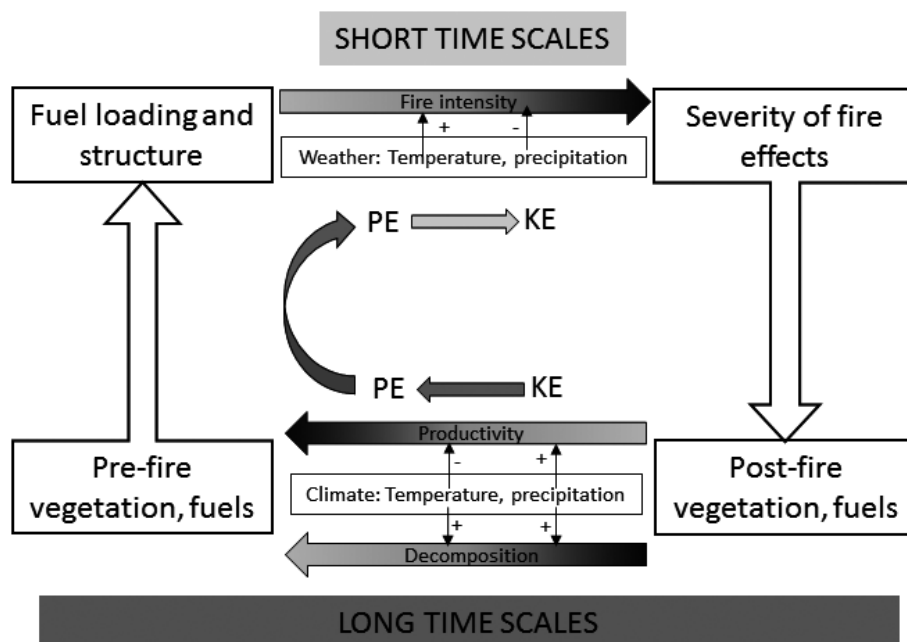 SHORT TIME SCALES
Fuel loading and
structure
Fire intensity
+ -
Weather: Temperature, precipitation
Severity of fire
effects
PE KE
PE KE
Productivity
- +
Climate: Temperature, precipitation
+ +
Decomposition
Pre-fire
vegetation, fuels
Post-fire
vegetation, fuels
LONG TIME SCALES